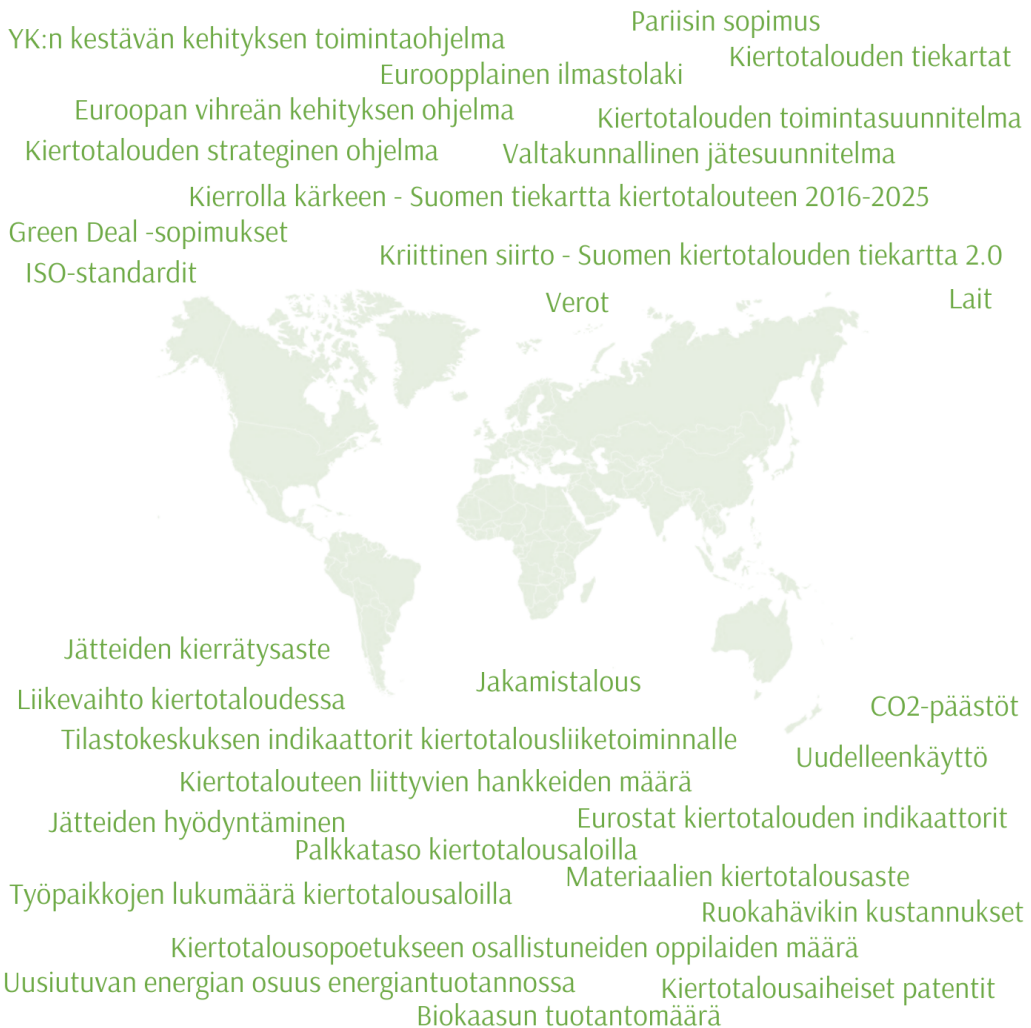 Pariisin sopimus
YK:n kestävän kehityksen toimintaohjelma
Kiertotalouden tiekartat
Euroopplainen ilmastolaki
Euroopan vihreän kehityksen ohjelma
Kiertotalouden toimintasuunnitelma
Kiertotalouden strateginen ohjelma
Valtakunnallinen jätesuunnitelma
Kierrolla kärkeen - Suomen tiekartta kiertotalouteen 2016-2025
Green Deal -sopimukset
Kriittinen siirto - Suomen kiertotalouden tiekartta 2.0
ISO-standardit
Verot
Lait
Jätteiden kierrätysaste
Jakamistalous
Liikevaihto kiertotaloudessa
CO2-päästöt
Tilastokeskuksen indikaattorit kiertotalousliiketoiminnalle
Uudelleenkäyttö
Kiertotalouteen liittyvien hankkeiden määrä
Jätteiden hyödyntäminen
Eurostat kiertotalouden indikaattorit
Palkkataso kiertotalousaloilla
Materiaalien kiertotalousaste
Työpaikkojen lukumäärä kiertotalousaloilla
Ruokahävikin kustannukset
Kiertotalousopoetukseen osallistuneiden oppilaiden määrä
Uusiutuvan energian osuus energiantuotannossa
Kiertotalousaiheiset patentit
Biokaasun tuotantomäärä